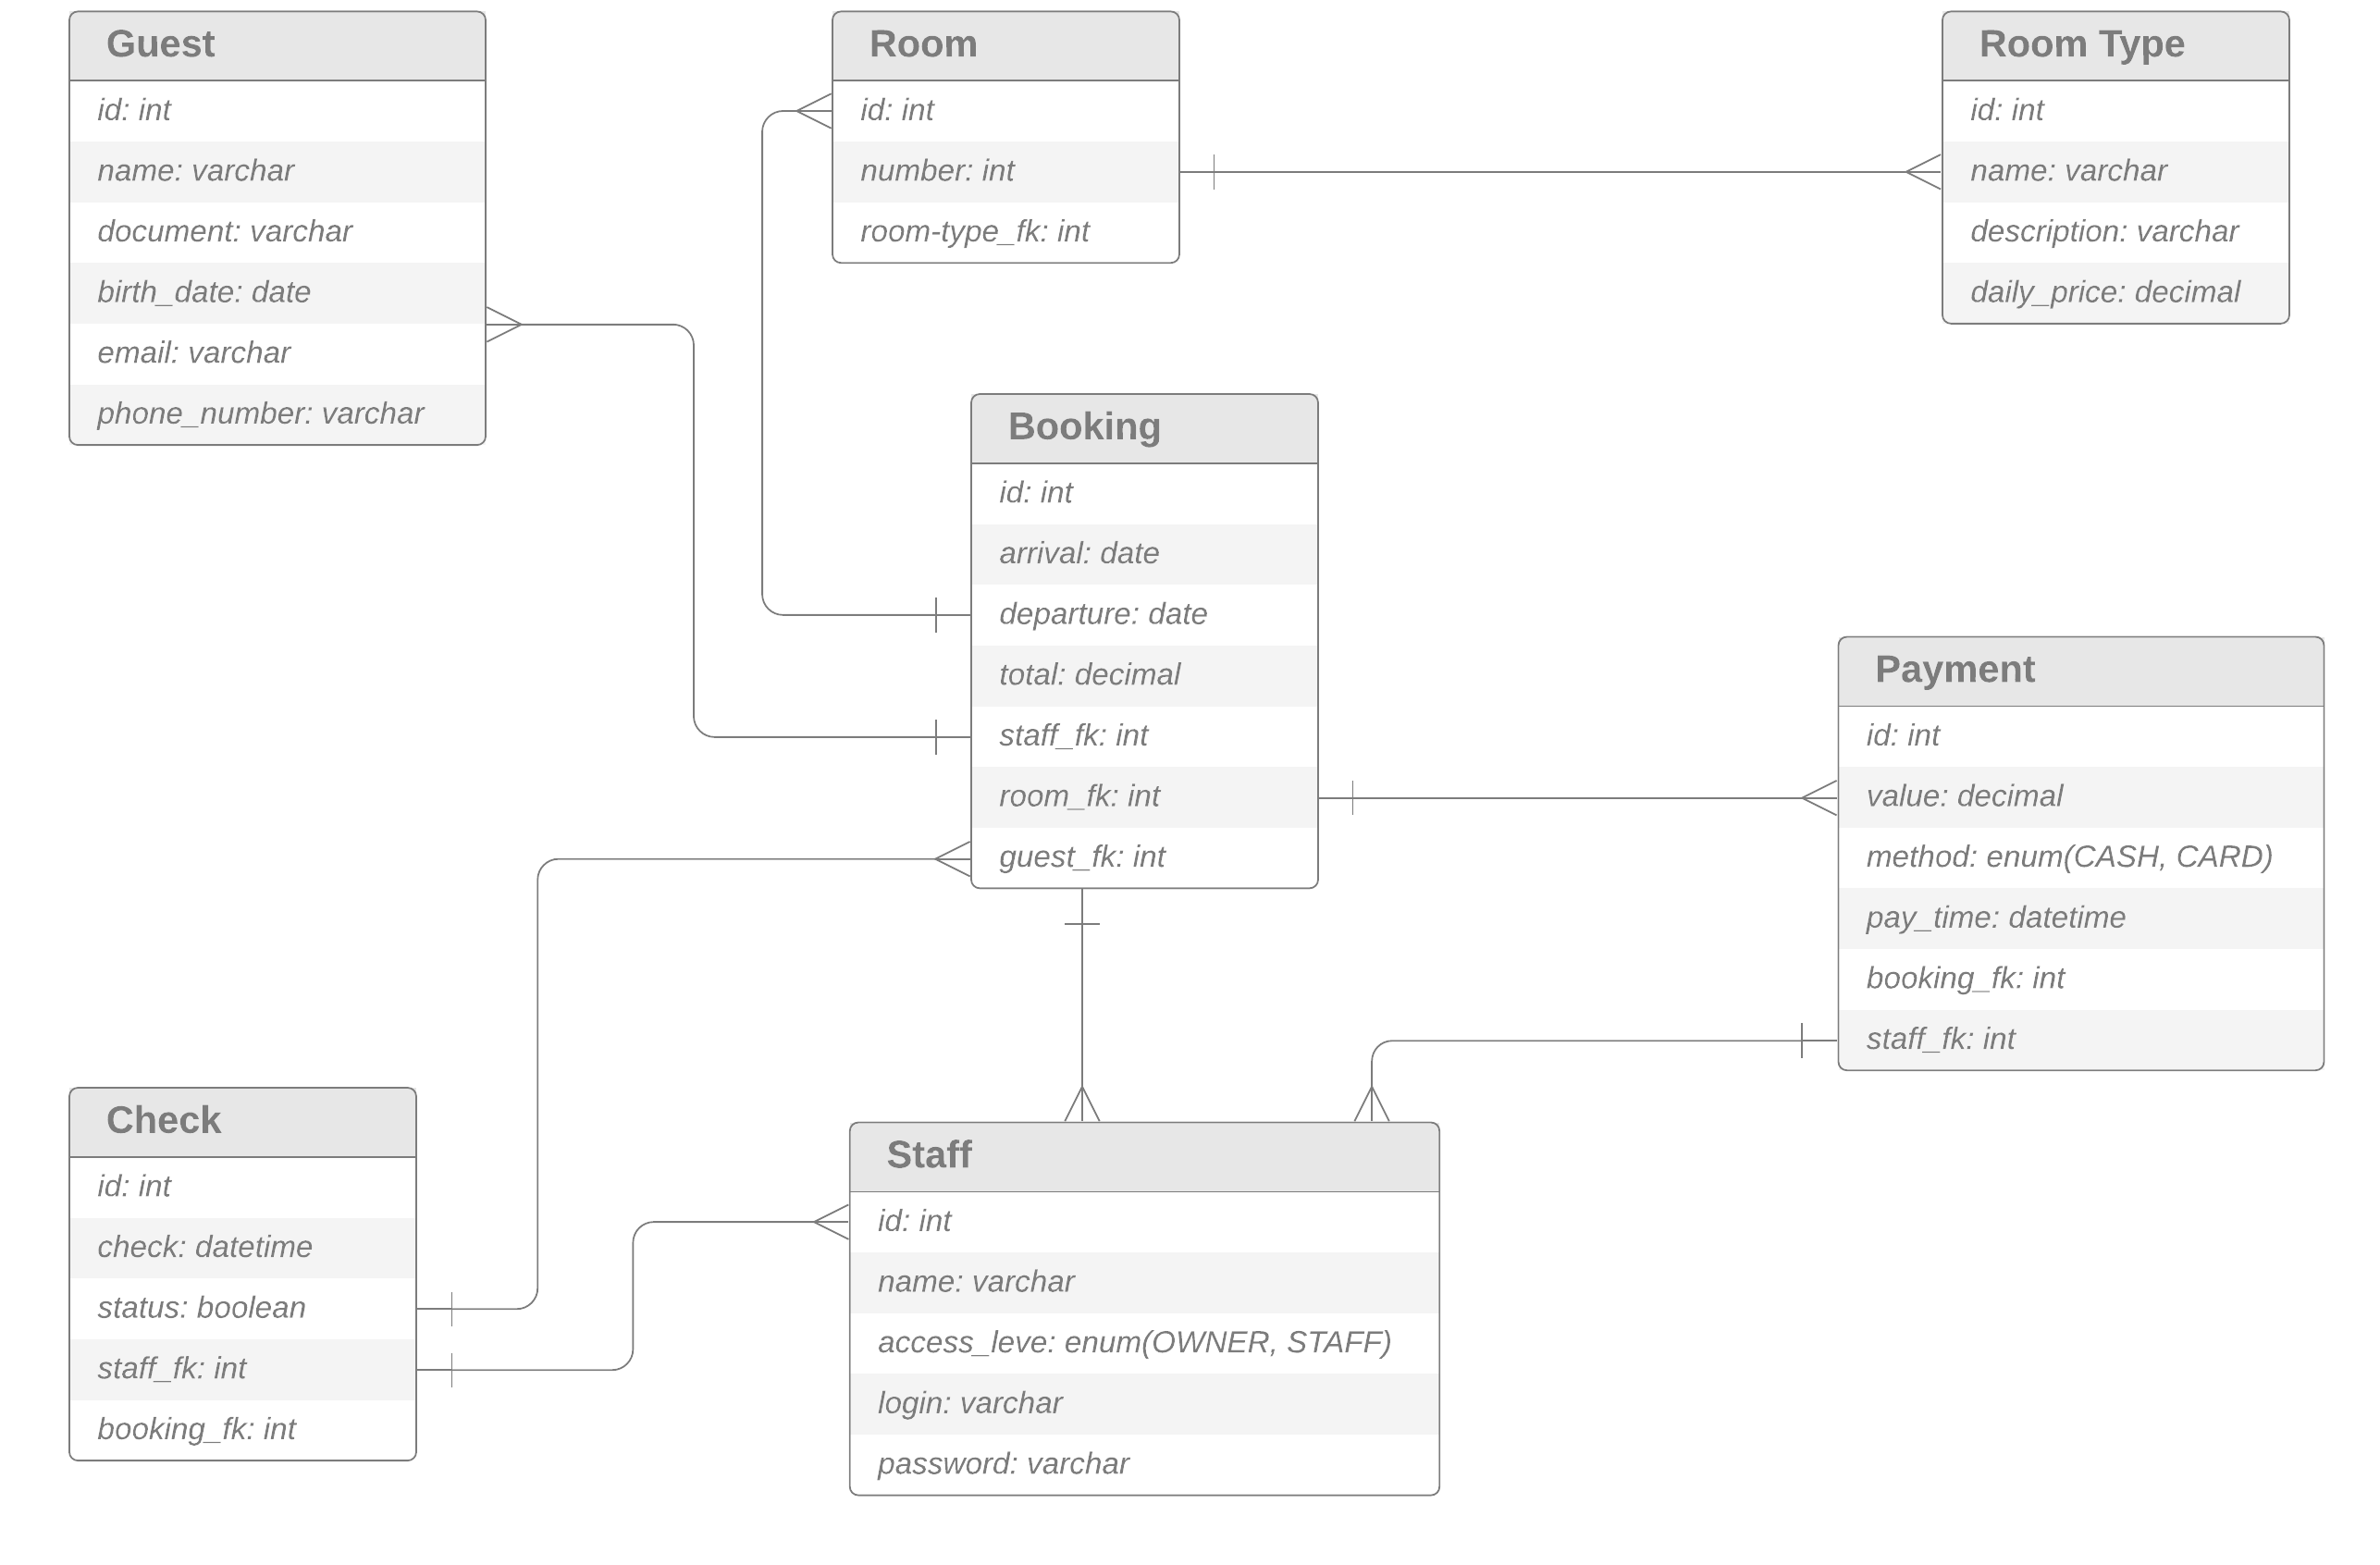 Guest
id: int
name: varchar
document: varchar
birth_date: date
email: varchar
phone_number: varchar
Room
id: int
number: int
room-type_fk: int
Room Type
id: int
name: varchar
description: varchar
daily_price: decimal
Booking
id: int
arrival: date
departure: date
total: decimal
staff_fk: int
room_fk: int
guest_fk: int
Payment
id: int
value: decimal
method: enum(CASH, CARD)
pay_time: datetime
booking_fk: int
staff_fk: int
Check
id: int
check: datetime
status: boolean
staff_fk: int
booking_fk: int
Staff
id: int
name: varchar
access_leve: enum(OWNER, STAFF)
login: varchar
password: varchar